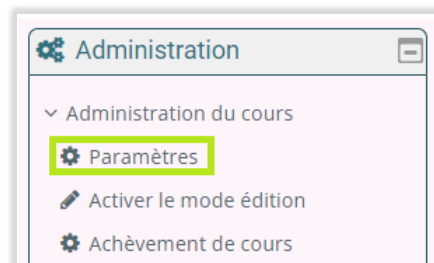 Administration
Administration du cours
Paramètres
Activer le mode édition
Achèvement de cours